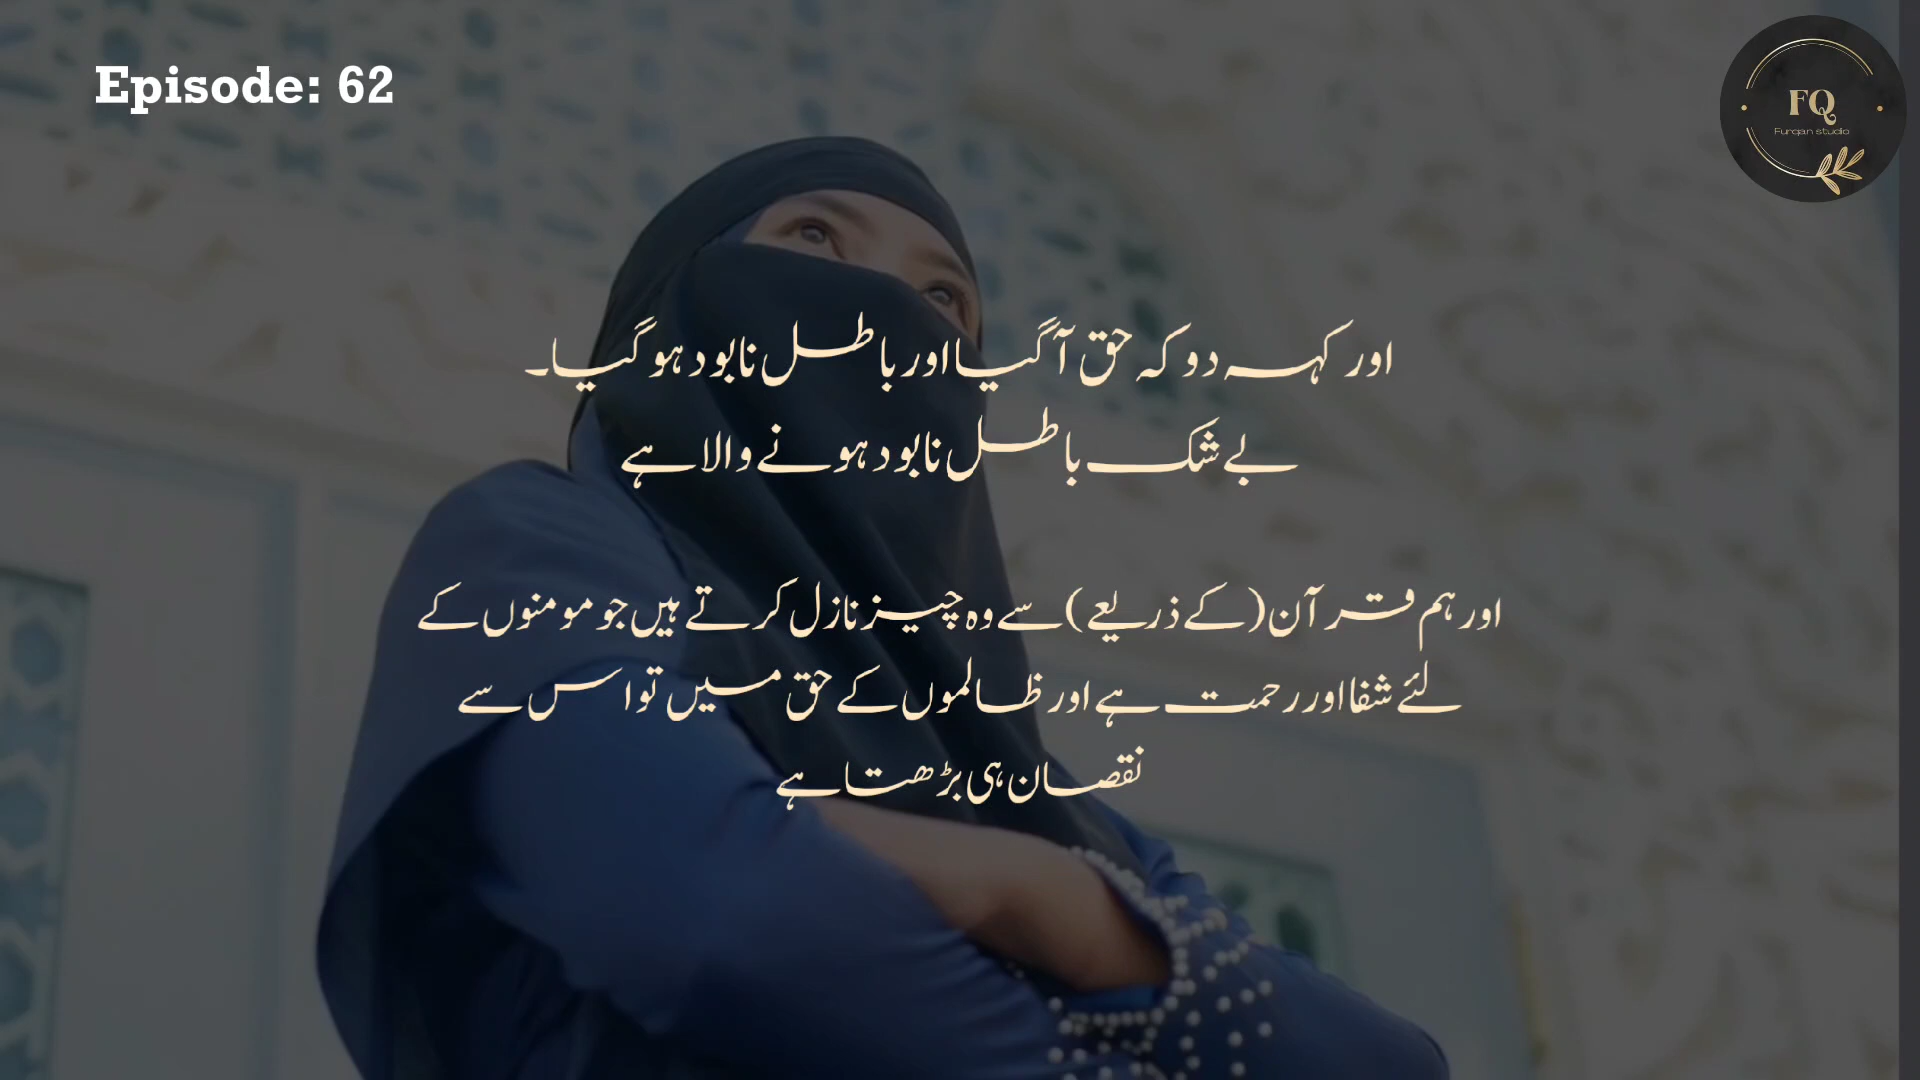 Episode: 62
FQ
Furqan studio
اور کہہ دو کہ حق آگیا اور باطل نابود ہوگیا۔
بے شک باطل نابود ہونے والا ہے
اور ہم قرآن (کے ذریعے) سے وہ چیز نازل کرتے ہیں جو مومنوں کے
لئے شفا اور رحمت ہے اور ظالموں کے حق میں تو اس سے
نقصان ہی بڑھتا ہے